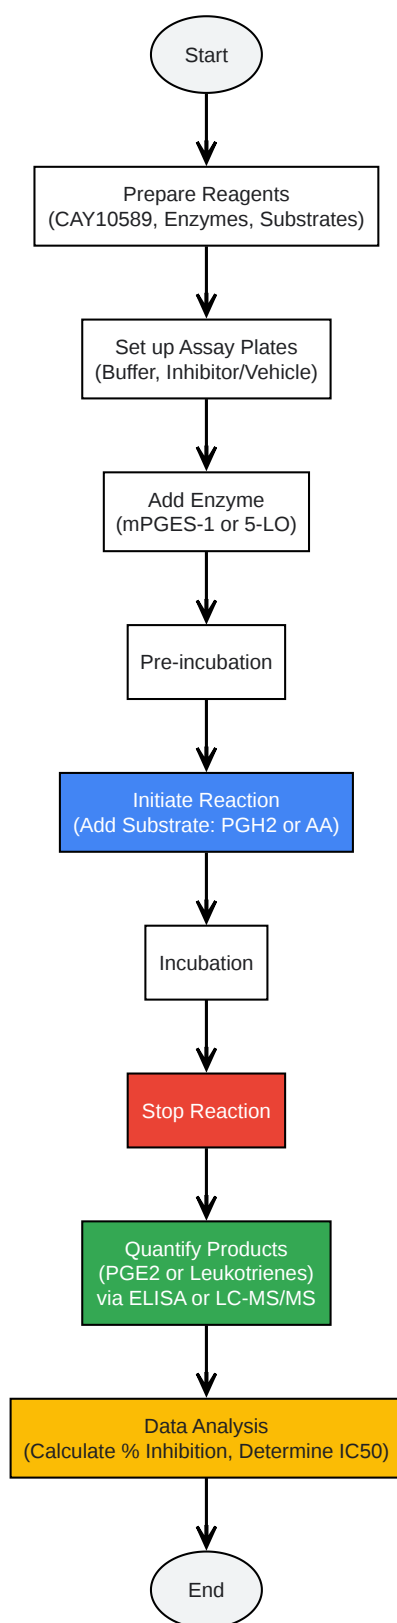 Start
Prepare Reagents
(CAY10589, Enzymes, Substrates)
Set up Assay Plates
(Buffer, Inhibitor/Vehicle)
Add Enzyme
(mPGES-1 or 5-LO)
Pre-incubation
Initiate Reaction
(Add Substrate: PGH2 or AA)
Incubation
Stop Reaction
Quantify Products
(PGE2 or Leukotrienes)
via ELISA or LC-MS/MS
Data Analysis
(Calculate % Inhibition, Determine IC50)
End